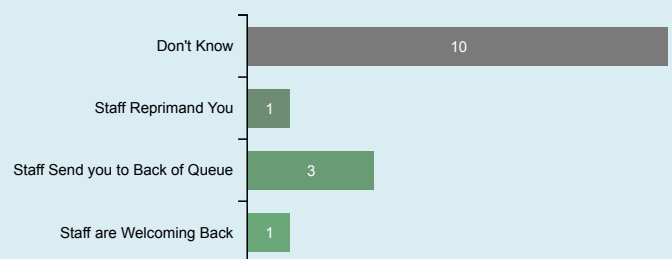 Don't Know
10
Staff Reprimand You
1
Staff Send you to Back of Queue
3
Staff are Welcoming Back
1